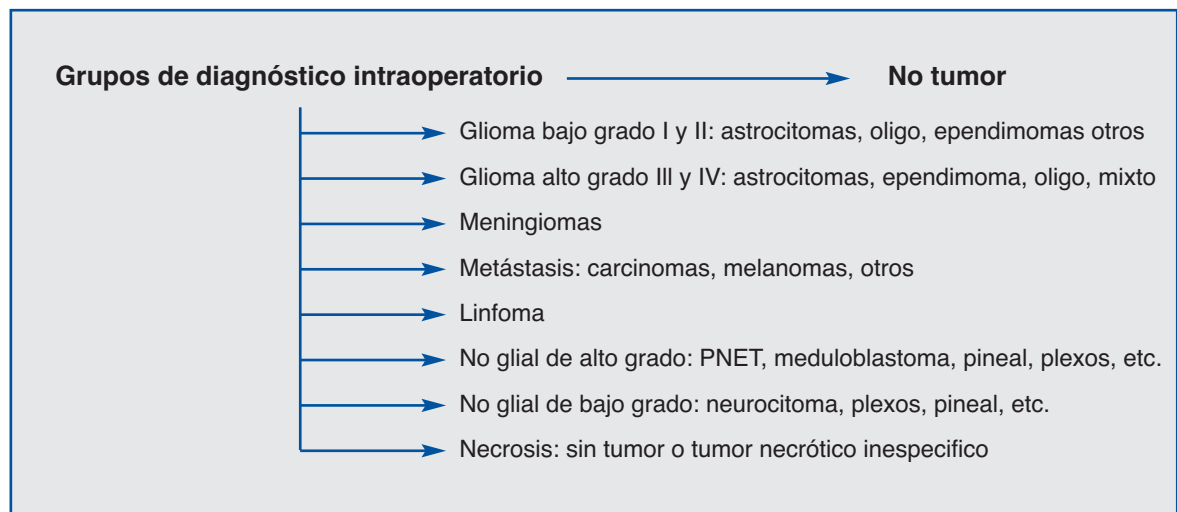 Grupos de diagnóstico intraoperatorio No tumor
Glioma bajo grado I y II: astrocitomas, oligo, ependimomas otros
Glioma alto grado III y IV: astrocitomas, ependimoma, oligo, mixto
Meningiomas
Metástasis: carcinomas, melanomas, otros
Linfoma
No glial de alto grado: PNET, meduloblastoma, pineal, plexos, etc.
No glial de bajo grado: neurocitoma, plexos, pineal, etc.
Necrosis: sin tumor o tumor necrótico inespecifico